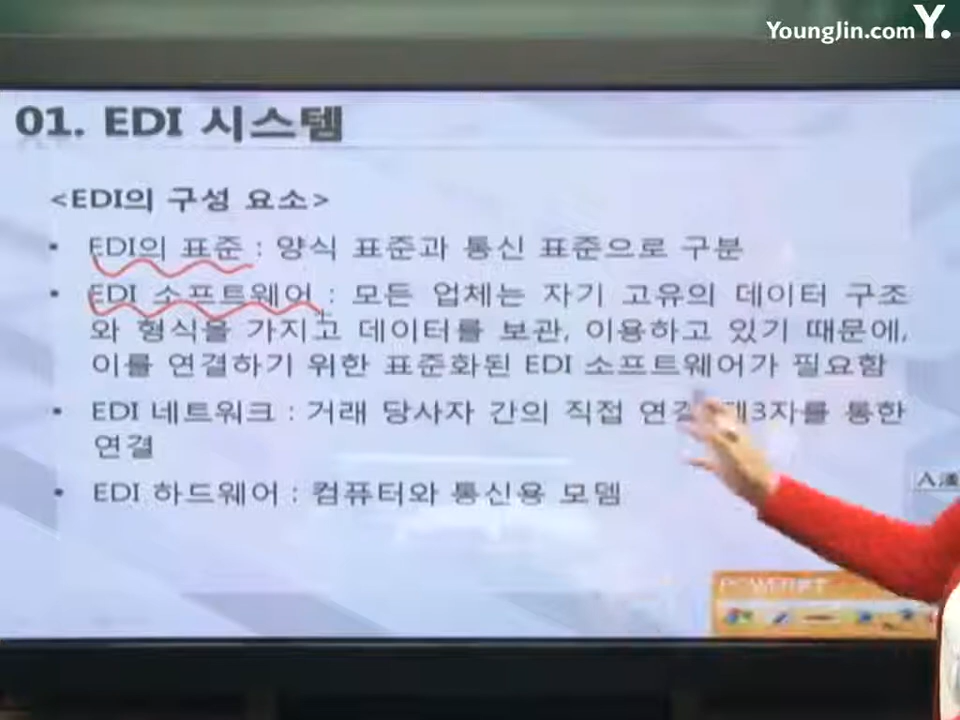 YoungJin.com Y.
01. EDI 시스템
<EDI의 구성 요소>
• EDI의 표준 : 양식 표준과 통신 표준으로 구분
• EDI 소프트웨어 : 모든 업체는 자기 고유의 데이터 구조
와 형식을 가지고 데이터를 보관, 이용하고 있기 때문에,
이를 연결하기 위한 표준화된 EDI 소프트웨어가 필요함
• EDI 네트워크 : 거래 당사자 간의 직접 제3자를 통한
연결
• EDI 하드웨어 : 컴퓨터와 통신용 모뎀
A漢